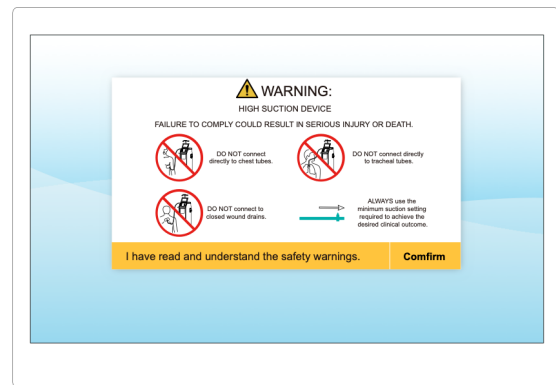 WARNING:
HIGH SUCTION DEVICE
FAILURE TO COMPLY COULD RESULT IN SERIOUS INJURY OR DEATH.
DO NOT connect
directly to chest tubes.
DO NOT connect directly
to tracheal tubes.
DO NOT connect to
closed wound drains.
ALWAYS use the
minimum suction setting
required to achieve the
desired clinical outcome.
I have read and understand the safety warnings.
Comfirm